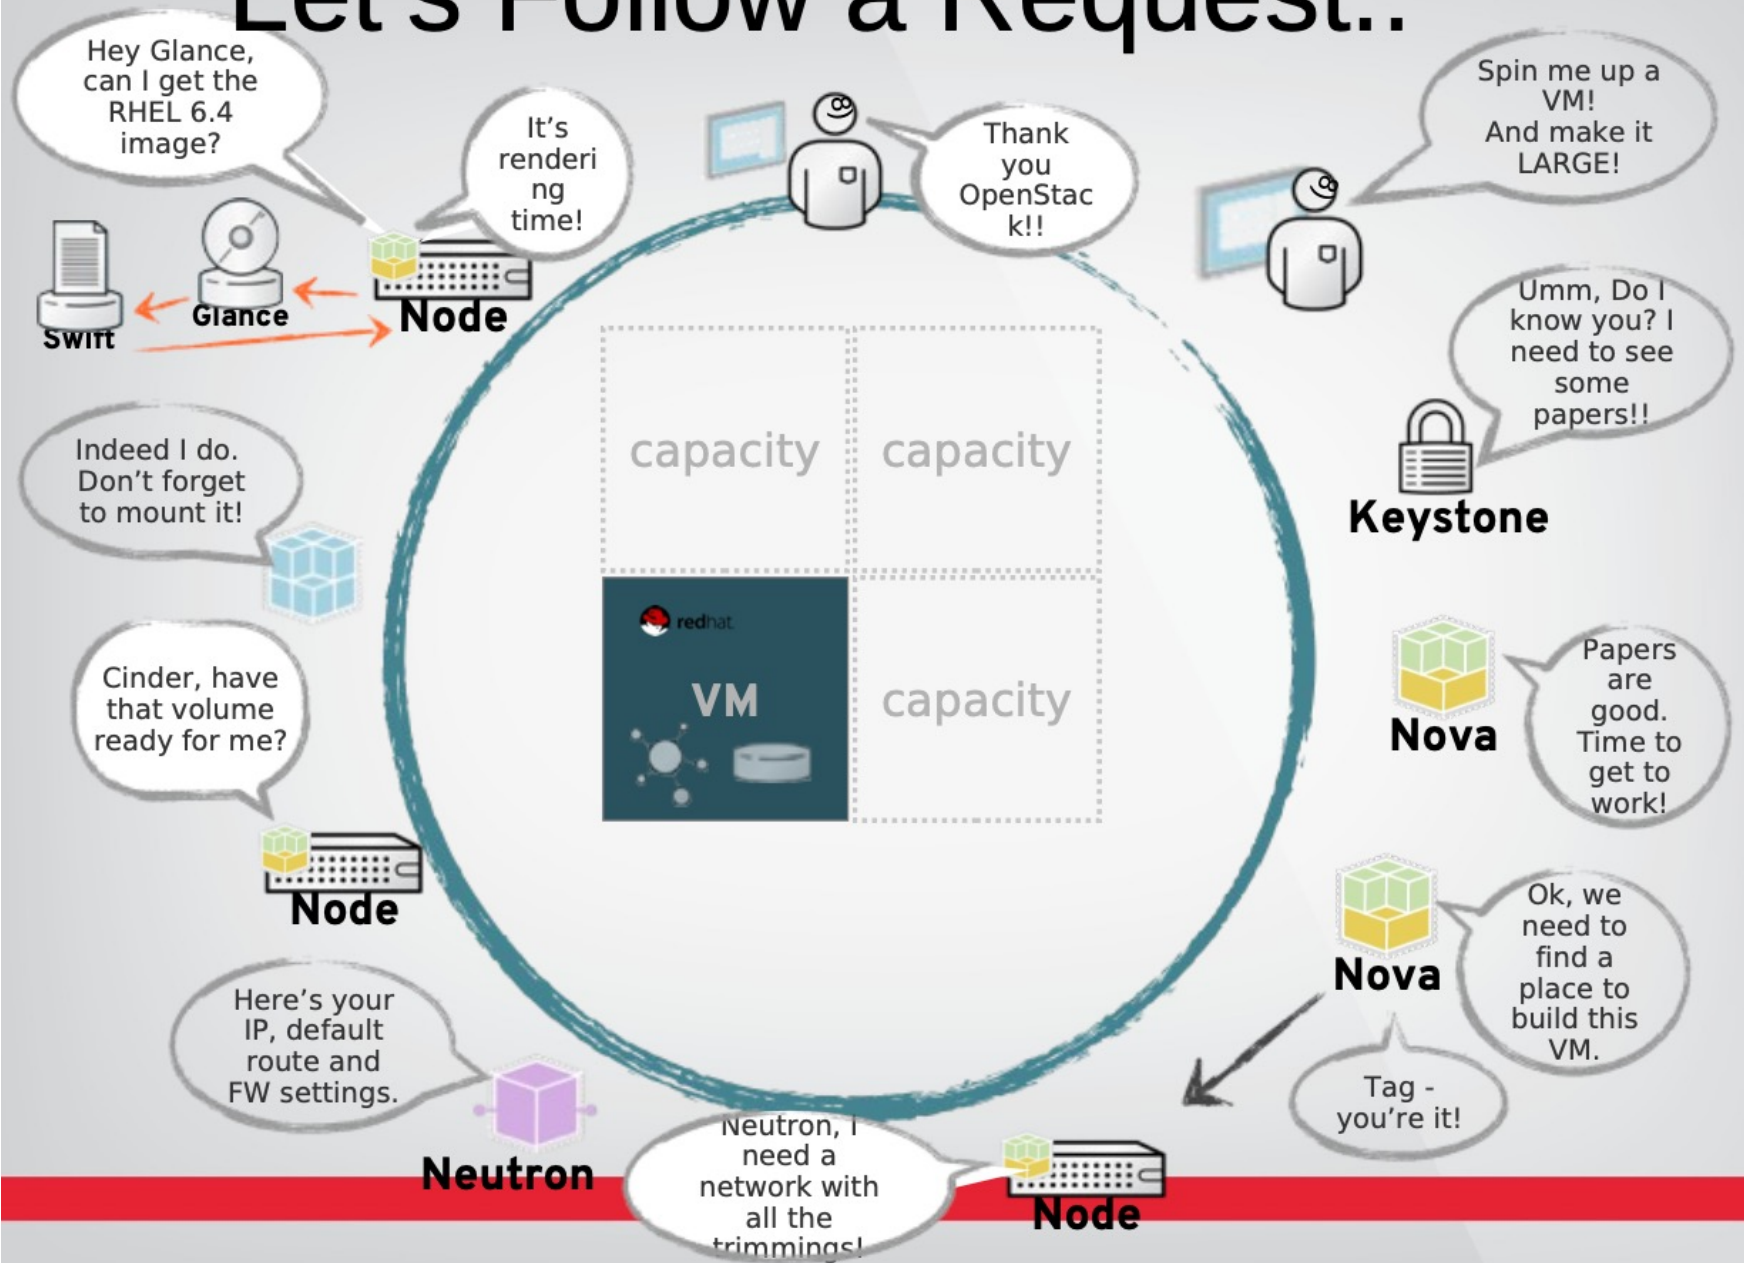 Let's Follow a Request..
Hey Glance,
can I get the
RHEL 6.4
image?
It's
renderi
ng
time!
Thank
you
OpenStac
k!!
Spin me up a
VM!
And make it
LARGE!
Swift
Glance
Node
Umm, Do I
know you? I
need to see
some
papers!!
Keystone
capacity
capacity
Indeed I do.
Don't forget
to mount it!
redhat.
VM
capacity
Papers
are
good.
Time to
get to
work!
Nova
Cinder, have
that volume
ready for me?
Node
Ok, we
need to
find a
place to
build this
VM.
Nova
Tag -
you're it!
Here's your
IP, default
route and
FW settings.
Neutron
Neutron, I
need a
network with
all the
trimmings!
Node